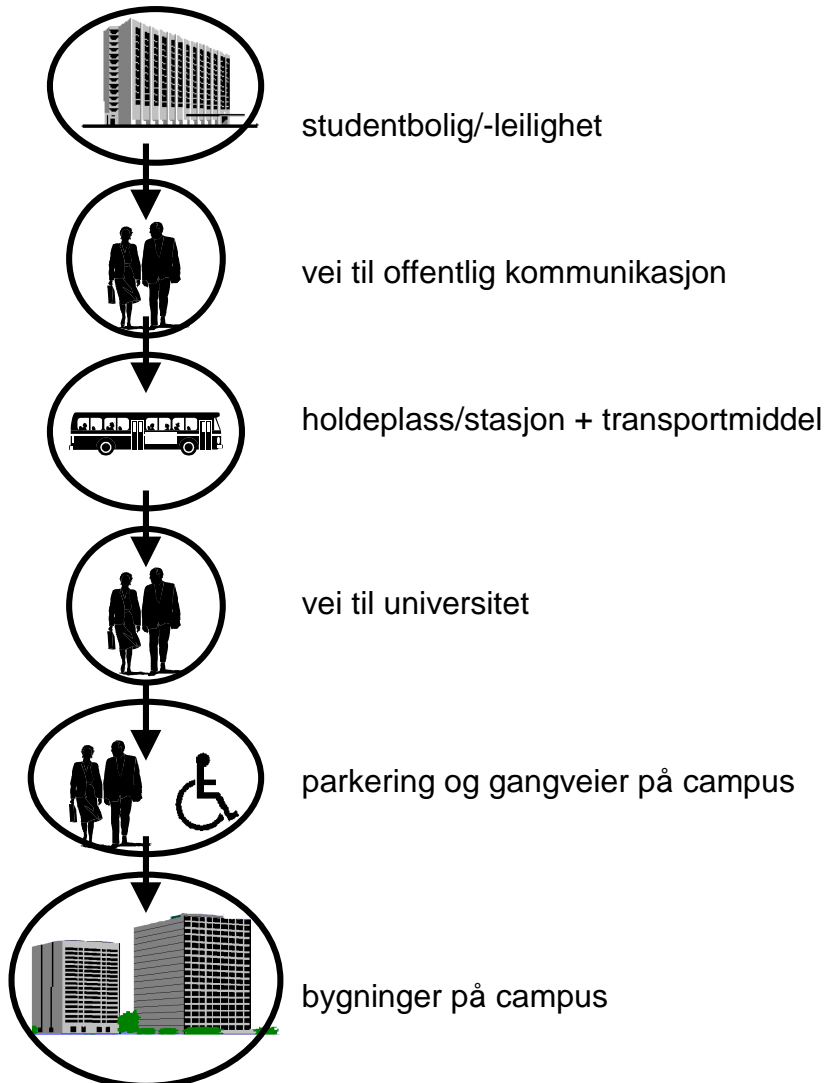 studentbolig/-leilighet
vei til offentlig kommunikasjon
holdeplass/stasjon + transportmiddel
vei til universitet
parkering og gangveier på campus
bygninger på campus